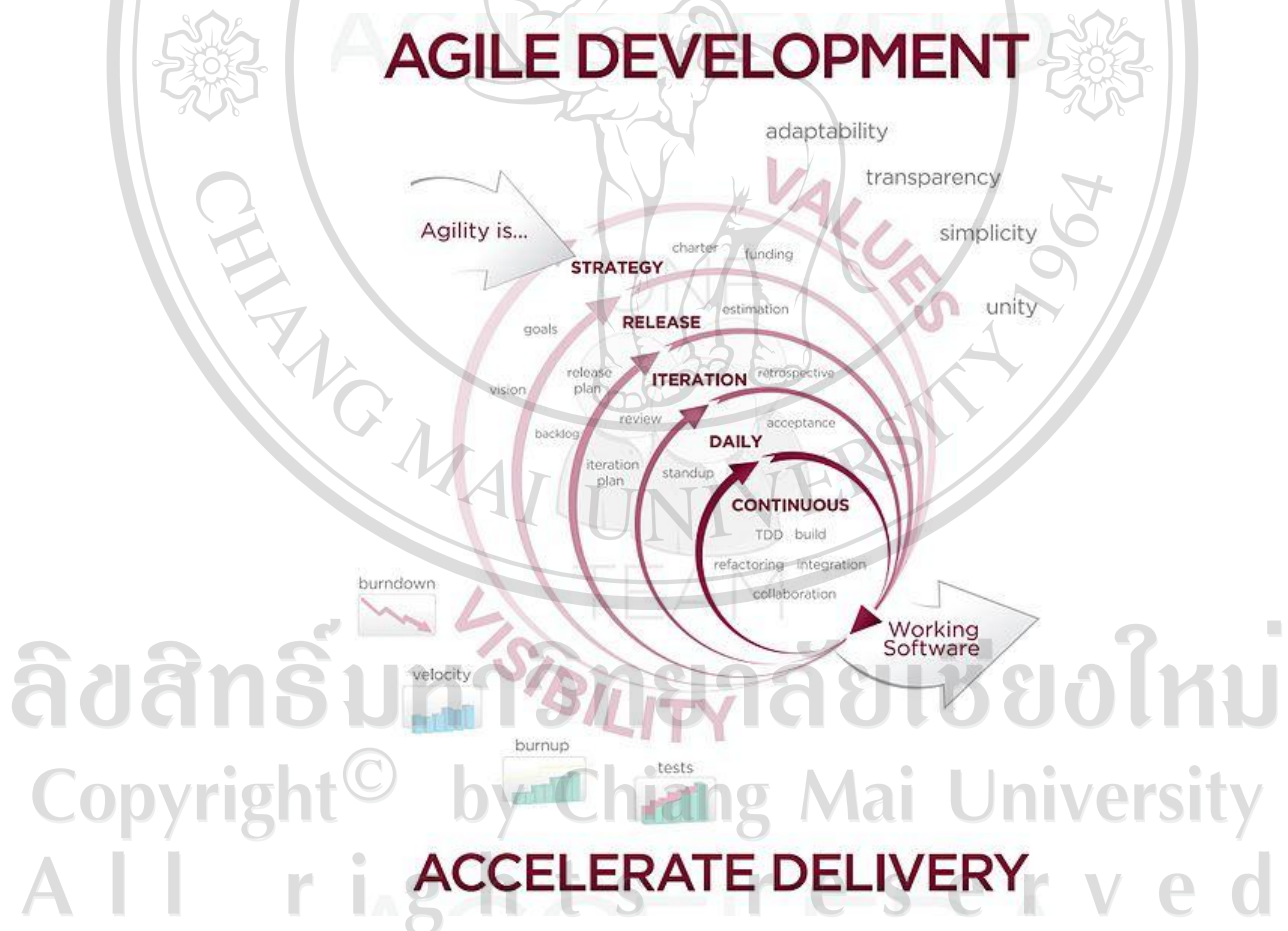 AGILE DEVELOPMENT
adaptability
VALUES
transparency
Agility is...
simplicity
charter
funding
STRATEGY
unity
estimation
RELEASE
goals
release
plan
ITERATION
retrospective
vision
review
acceptance
backlog
DAILY
iteration
plan
standup
CONTINUOUS
TDD build
refactoring integration
collaboration
TEAM
burndown
VISIBILITY
Working
Software
velocity
burnup
tests
ACCELERATE DELIVERY
CHIANG MAI UNIVERSITY 1964
ลิขสิทธิ์มหาวิทยาลัยเชียงใหม่
Copyright© by Chiang Mai University
All rights reserved